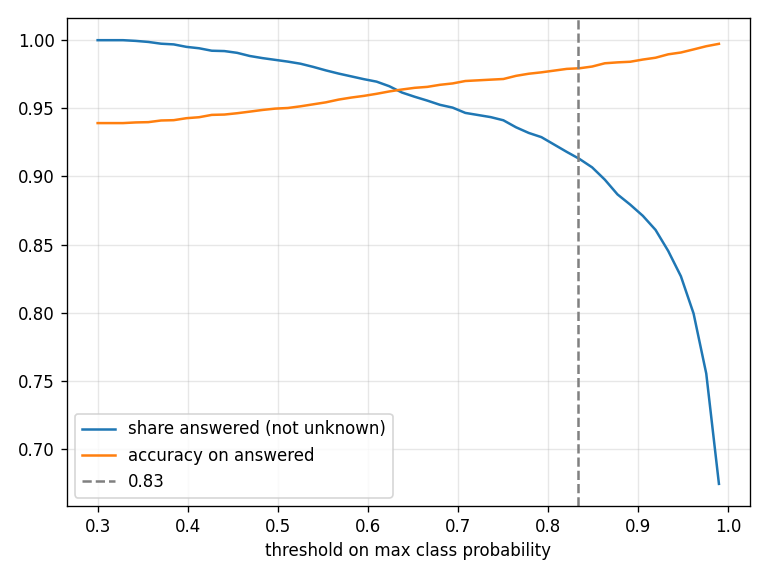 1.00
0.95
0.90
0.85
0.80
0.75
0.70
share answered (not unknown)
accuracy on answered
0.83
0.3 0.4 0.5 0.6 0.7 0.8 0.9 1.0
threshold on max class probability